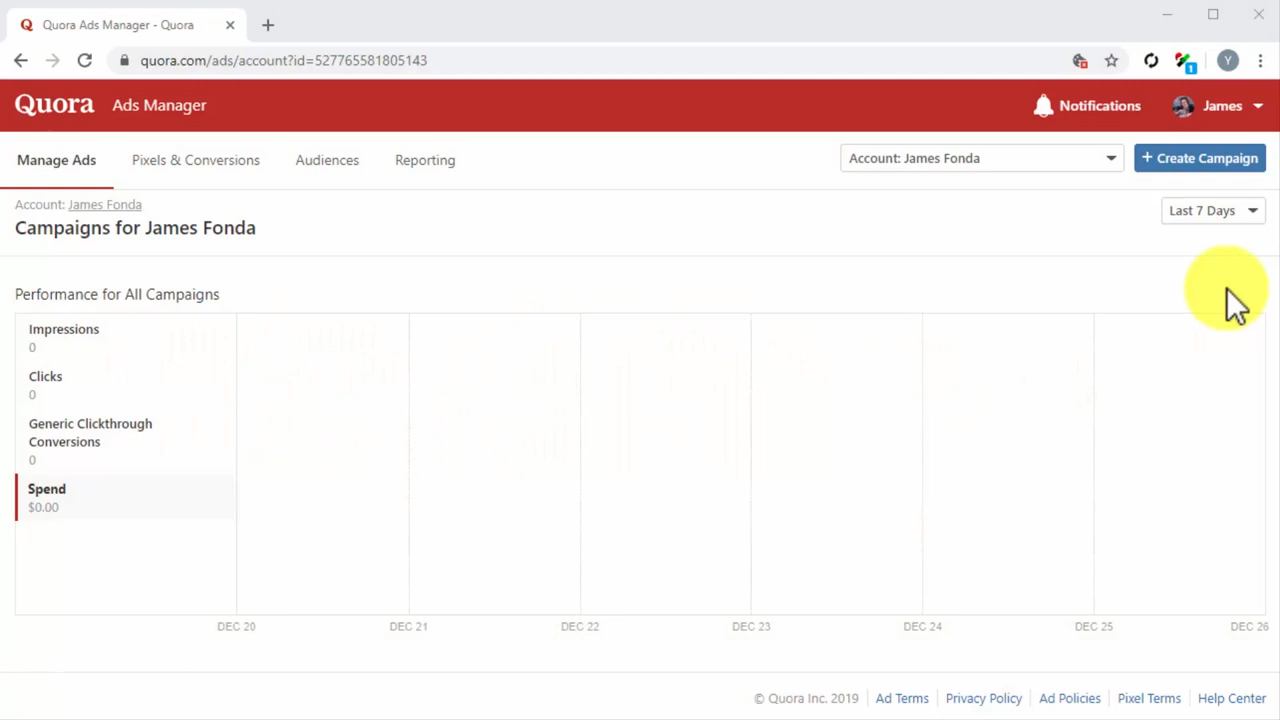 Quora Ads Manager - Quora
quora.com/ads/account?id=527765581805143
1
Y
Quora Ads Manager
Notifications
James
Manage Ads
Pixels & Conversions
Audiences
Reporting
Account: James Fonda
+ Create Campaign
Account: James Fonda
Last 7 Days
Campaigns for James Fonda
Performance for All Campaigns
Impressions
0
Clicks
0
Generic Clickthrough
Conversions
0
Spend
$0.00
DEC 20
DEC 21
DEC 22
DEC 23
DEC 24
DEC 25
DEC 26
© Quora Inc. 2019
Ad Terms
Privacy Policy
Ad Policies
Pixel Terms
Help Center